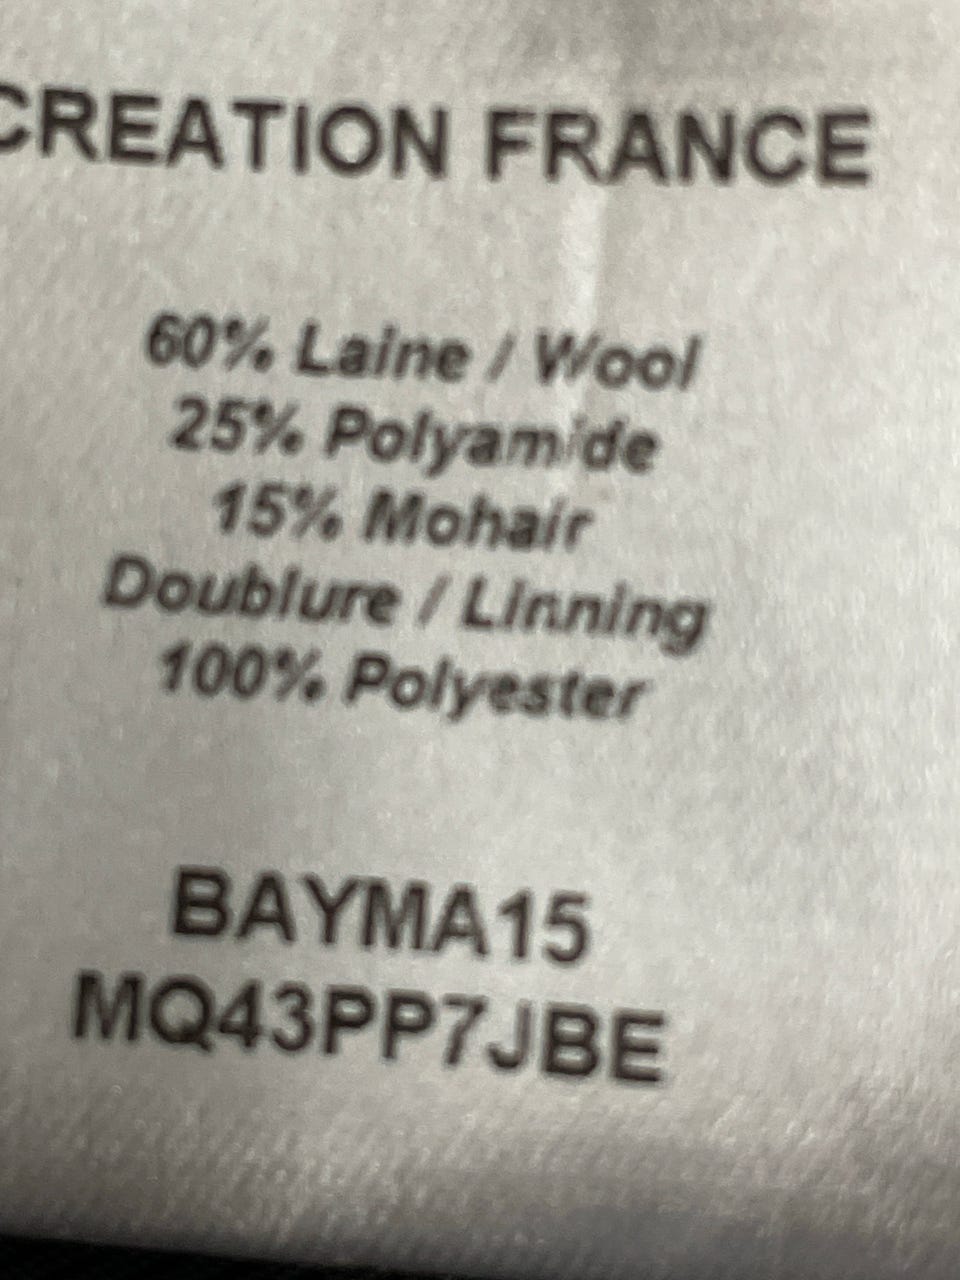 CREATION FRANCE
60% Laine / Wool
25% Polyamide
15% Mohair
Doublure / Linning
100% Polyester
BAYMA15
MQ43PP7JBE